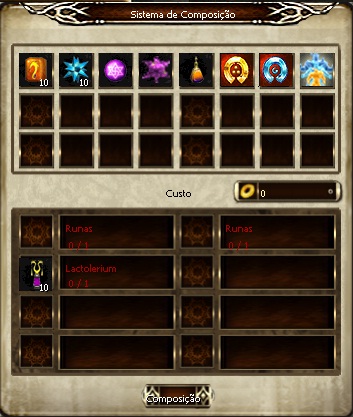 Sistema de Composição
10 10
Custo
0
Runas Runas
0 / 1 0 / 1
Lactolerium
10 0 / 1
Composição